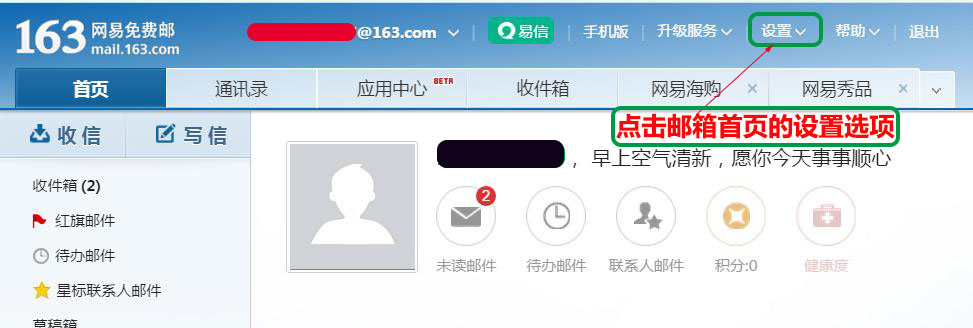 163 网易免费邮
mail.163.com
@163.com 易信 手机版 升级服务 设置 帮助 退出
首页 通讯录 应用中心 BETA 收件箱 网易海购 网易秀品
点击邮箱首页的设置选项
收信 写信
，早上空气清新，愿你今天事事顺心
收件箱 (2)
红旗邮件
待办邮件
星标联系人邮件
草稿箱
2
未读邮件 待办邮件 联系人邮件 积分:0 健康度